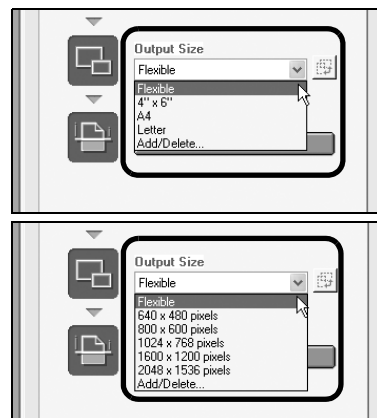 Output Size
Flexible
Flexible
4" x 6"
A4
Letter
Add/Delete...
Output Size
Flexible
Flexible
640 x 480 pixels
800 x 600 pixels
1024 x 768 pixels
1600 x 1200 pixels
2048 x 1536 pixels
Add/Delete...